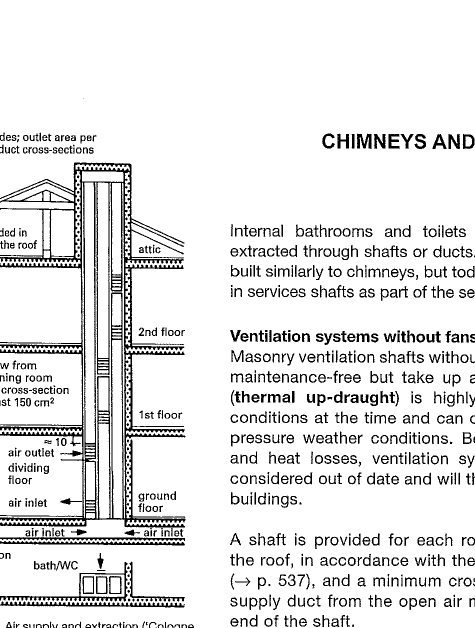 des; outlet area per
duct cross-sections
CHIMNEYS AND
ded in
the roof
attic
2nd floor
w from
ning room
cross-section
st 150 cm²
1st floor
≈ 10
air outlet
dividing
floor
air inlet
ground
floor
air inlet
air inlet
on
bath/WC
Air supply and extraction ('Cologne
Internal bathrooms and toilets
extracted through shafts or ducts.
built similarly to chimneys, but tod
in services shafts as part of the se
Ventilation systems without fans
Masonry ventilation shafts withou
maintenance-free but take up a
(thermal up-draught) is highly
conditions at the time and can c
pressure weather conditions. Be
and heat losses, ventilation sy
considered out of date and will th
buildings.
A shaft is provided for each ro
the roof, in accordance with the
(→ p. 537), and a minimum cros
supply duct from the open air m
end of the shaft.